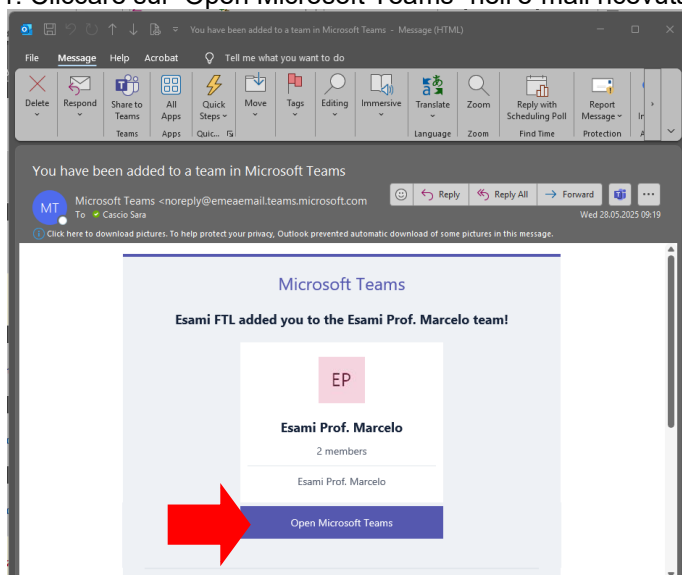 1. Cliccare sul "Open Microsoft Teams" nell'e-mail ricevuta
You have been added to a team in Microsoft Teams - Message (HTML)
File Message Help Acrobat Tell me what you want to do
Delete Respond Share to Teams All Apps Quick Steps Move Tags Editing Immersive Translate Zoom Reply with Scheduling Poll Report Message
Teams Apps Quic... Language Zoom Find Time Protection
You have been added to a team in Microsoft Teams
MT
Microsoft Teams <noreply@emeaemail.teams.microsoft.com
Reply Reply All Forward
To Cascio Sara
Wed 28.05.2025 09:19
Click here to download pictures. To help protect your privacy, Outlook prevented automatic download of some pictures in this message.
Microsoft Teams
Esami FTL added you to the Esami Prof. Marcelo team!
EP
Esami Prof. Marcelo
2 members
Esami Prof. Marcelo
Open Microsoft Teams